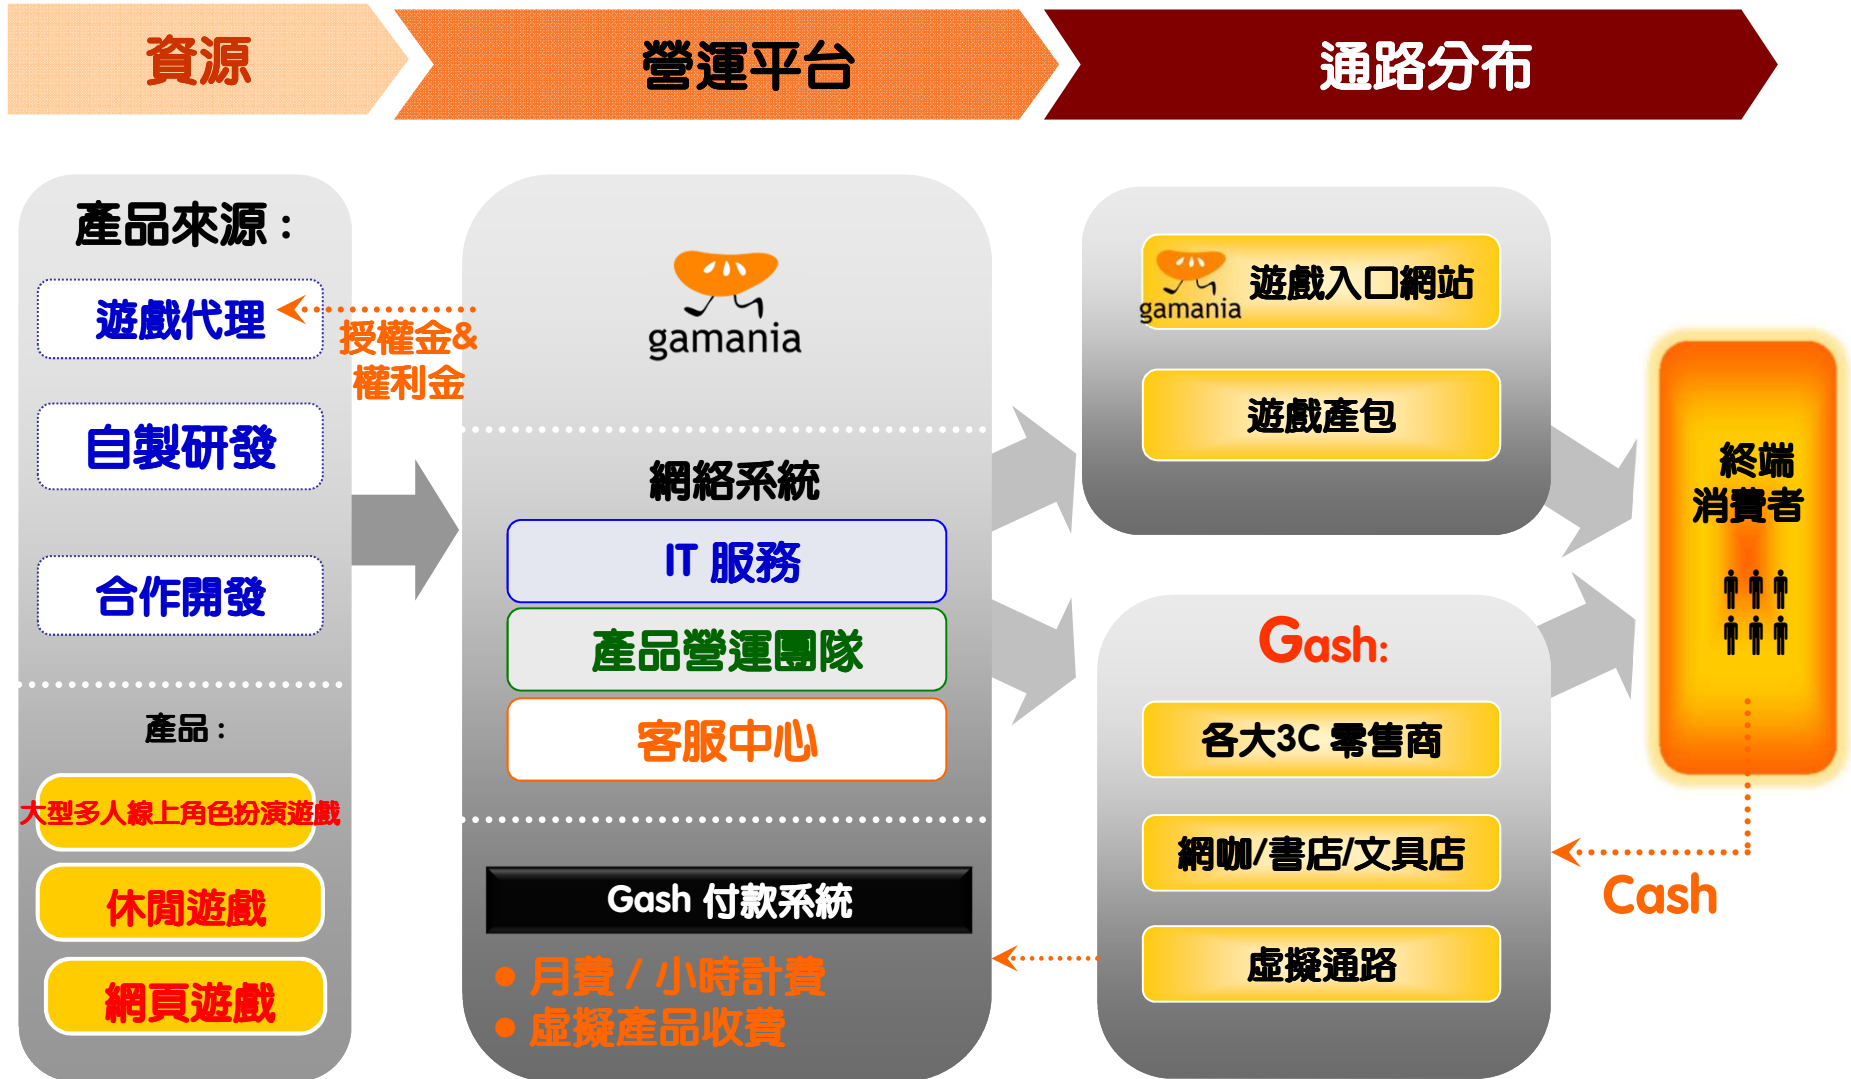 資源
營運平台
通路分布
產品來源：
遊戲代理
自製研發
合作開發
授權金&
權利金
產品：
大型多人線上角色扮演遊戲
休閒遊戲
網頁遊戲
gamania
網絡系統
IT 服務
產品營運團隊
客服中心
Gash 付款系統
● 月費 / 小時計費
● 虛擬產品收費
gamania 遊戲入口網站
遊戲產包
Gash:
各大3C 零售商
網咖/書店/文具店
虛擬通路
終端
消費者
Cash